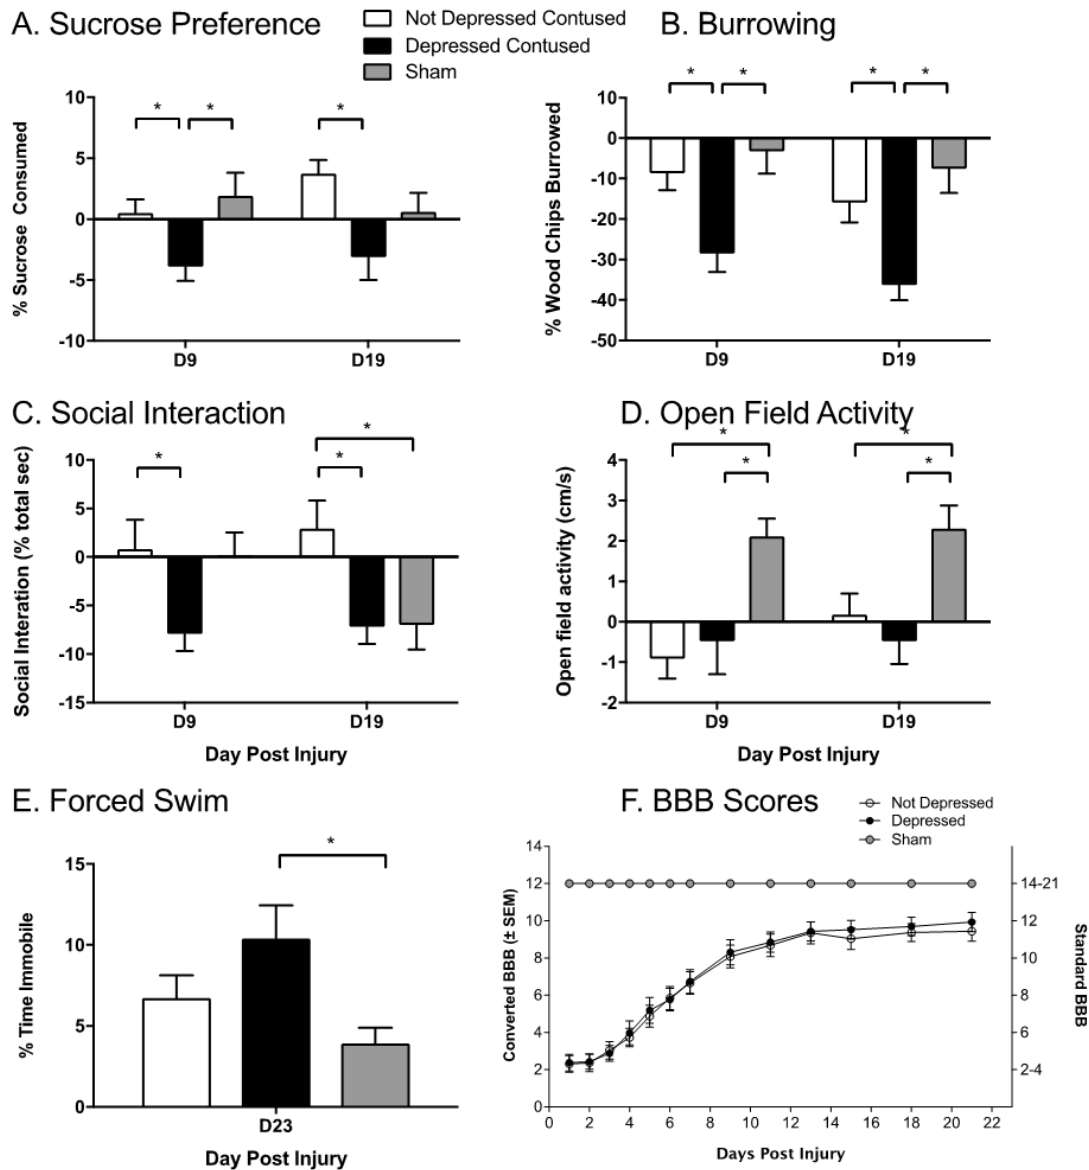 A. Sucrose Preference
Not Depressed Contused
Depressed Contused
Sham
B. Burrowing
% Sucrose Consumed
10
5
0
-5
-10
*
*
*
D9
D19
% Wood Chips Burrowed
10
0
-10
-20
-30
-40
-50
*
*
*
*
D9
D19
C. Social Interaction
Social Interation (% total sec)
10
5
0
-5
-10
-15
*
*
*
D9
D19
Day Post Injury
D. Open Field Activity
Open field activity (cm/s)
4
3
2
1
0
-1
-2
*
*
*
*
D9
D19
Day Post Injury
E. Forced Swim
% Time Immobile
15
10
5
0
*
D23
Day Post Injury
F. BBB Scores
Not Depressed
Depressed
Sham
Converted BBB (± SEM)
14
12
10
8
6
4
2
0
14-21
12
10
8
6
2-4
Standard BBB
0 2 4 6 8 10 12 14 16 18 20 22
Days Post Injury